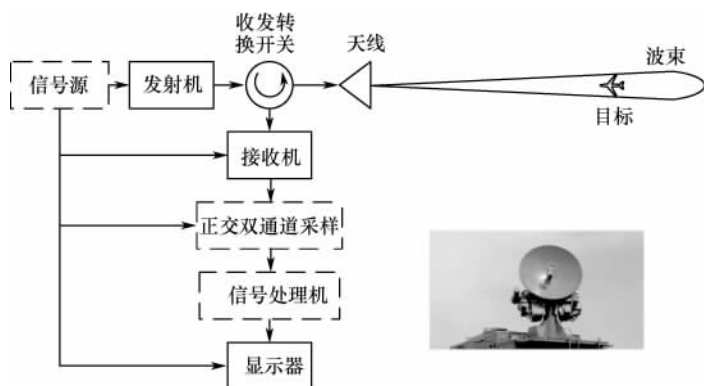 收发转
换开关
天线
波束
信号源
发射机
目标
接收机
正交双通道采样
信号处理机
显示器